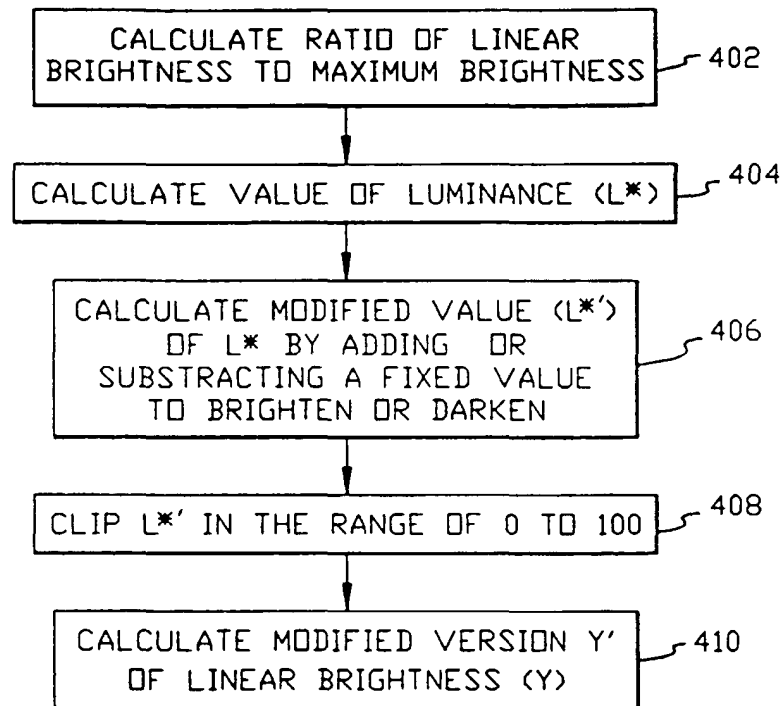 CALCULATE RATIO OF LINEAR
BRIGHTNESS TO MAXIMUM BRIGHTNESS
402
CALCULATE VALUE OF LUMINANCE (L*)
404
CALCULATE MODIFIED VALUE (L*')
OF L* BY ADDING OR
SUBSTRACTING A FIXED VALUE
TO BRIGHTEN OR DARKEN
406
CLIP L*' IN THE RANGE OF 0 TO 100
408
CALCULATE MODIFIED VERSION Y'
OF LINEAR BRIGHTNESS (Y)
410